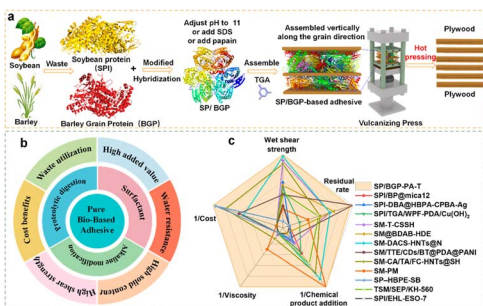 a
Soybean
Barley
Waste
Soybean protein
(SPI)
+
Barley Grain Protein (BGP)
Modified
Hybridization
Adjust pH to 11
or add SDS
or add papain
SP/ BGP
Assemble
TGA
Assembled vertically
along the grain direction
SP/BGP-based adhesive
Vulcanizing Press
Hot
pressing
Plywood
Plywood
b
Waste utilization
High added value
Water resistance
High solid content
High shear strength
Cost benefits
Proteolytic digestion
Surfactant
Alkaline modification
Pure
Bio-Based
Adhesive
c
Wet shear
strength
Residual
rate
1/Chemical
product addition
1/Viscosity
1/Cost
SP/BGP-PA-T
SPI/BP@mica12
SPI-DBA@HBPA-CPBA-Ag
SPI/TGA/WPF-PDA/Cu(OH)2
SM-T-CSSH
SM@BDAB-HDE
SM-DACS-HNTs@N
SM/TTE/CDs/BT@PDA@PANI
SM-CA/TA/FC-HNTs@SH
SM-PM
SP–HBPE-SB
TSM/SEP/KH-560
SPI/EHL-ESO-7